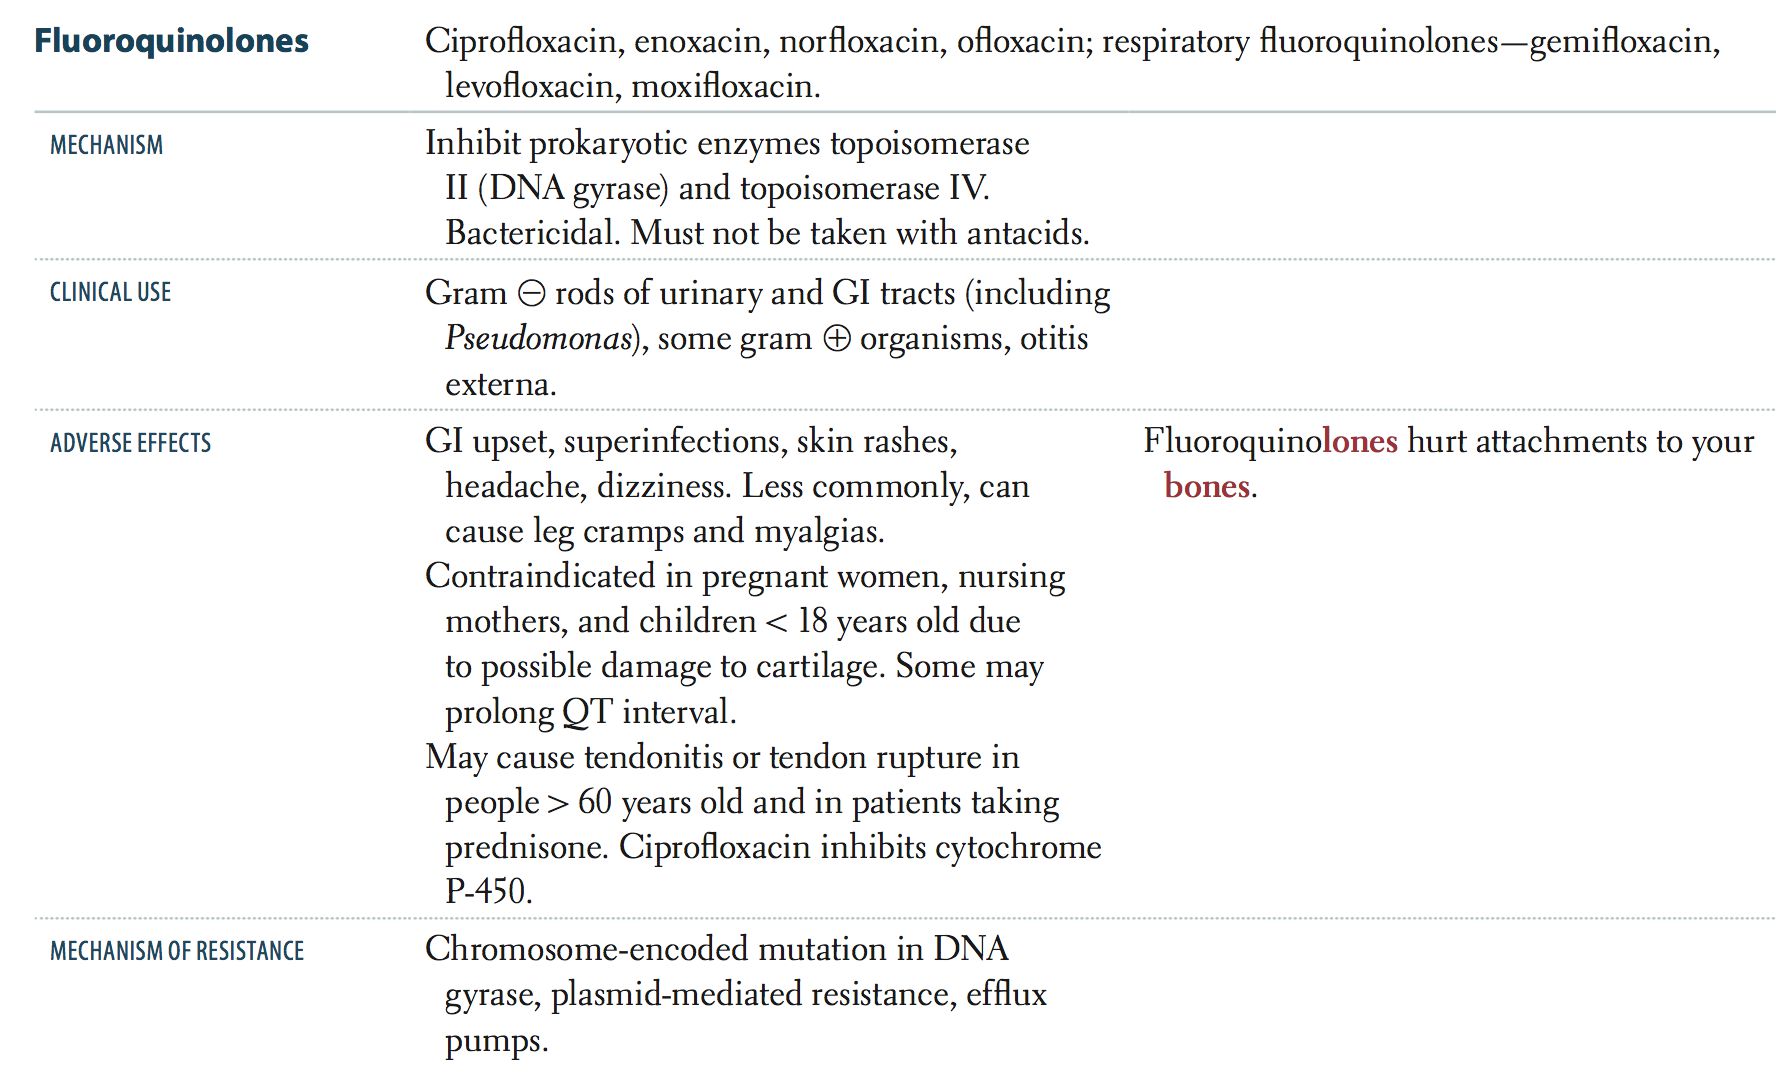 Fluoroquinolones
Ciprofloxacin, enoxacin, norfloxacin, ofloxacin; respiratory fluoroquinolones—gemifloxacin,
levofloxacin, moxifloxacin.
MECHANISM
Inhibit prokaryotic enzymes topoisomerase
II (DNA gyrase) and topoisomerase IV.
Bactericidal. Must not be taken with antacids.
CLINICAL USE
Gram ⊖ rods of urinary and GI tracts (including
Pseudomonas), some gram ⊕ organisms, otitis
externa.
ADVERSE EFFECTS
GI upset, superinfections, skin rashes,
headache, dizziness. Less commonly, can
cause leg cramps and myalgias.
Contraindicated in pregnant women, nursing
mothers, and children < 18 years old due
to possible damage to cartilage. Some may
prolong QT interval.
May cause tendonitis or tendon rupture in
people > 60 years old and in patients taking
prednisone. Ciprofloxacin inhibits cytochrome
P-450.
Fluoroquinolones hurt attachments to your
bones.
MECHANISM OF RESISTANCE
Chromosome-encoded mutation in DNA
gyrase, plasmid-mediated resistance, efflux
pumps.